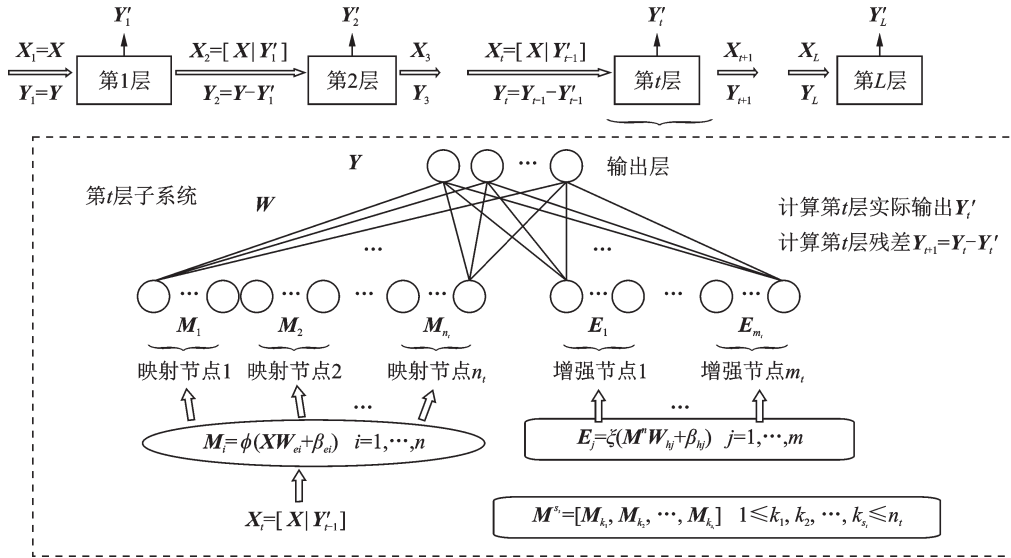 Y′₁ Y′₂ Y′ₜ Y′_L
X₁=X X₂=[X|Y′₁] X₃ Xₜ=[X|Y′ₜ₋₁] Xₜ₊₁ X_L
第1层 第2层 第t层 第L层
Y₁=Y Y₂=Y−Y′₁ Y₃ Yₜ=Yₜ₋₁−Y′ₜ₋₁ Yₜ₊₁ Y_L
Y … 输出层
第t层子系统
W
计算第t层实际输出Yₜ′
计算第t层残差Yₜ₊₁=Yₜ−Yₜ′
… …
… … … … … … …
M₁ M₂ M_{nₜ} E₁ E_{mₜ}
映射节点1 映射节点2 映射节点nₜ 增强节点1 增强节点mₜ
… …
Mᵢ=ϕ(XW_{ei}+β_{ei}) i=1,…,n Eⱼ=ξ(MⁿW_{hj}+β_{hj}) j=1,…,m
Xₜ=[X|Y′ₜ₋₁] M^{sₜ}=[M_{k₁}, M_{k₂}, …, M_{k_{sₜ}}] 1≤k₁, k₂, …, k_{sₜ}≤nₜ